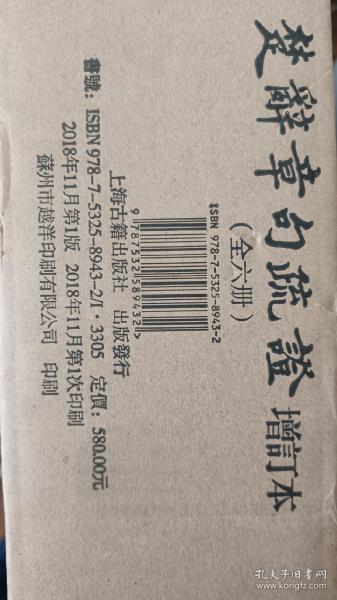 楚辭章句疏證增訂本
（全六册）
ISBN 978-7-5325-8943-2
9 787532 589432 >
上海古籍出版社 出版發行
書號：ISBN 978-7-5325-8943-2/I·3305 定價：580.00元
2018年11月第1版 2018年11月第1次印刷
蘇州市越洋印刷有限公司 印刷
孔夫子旧书网